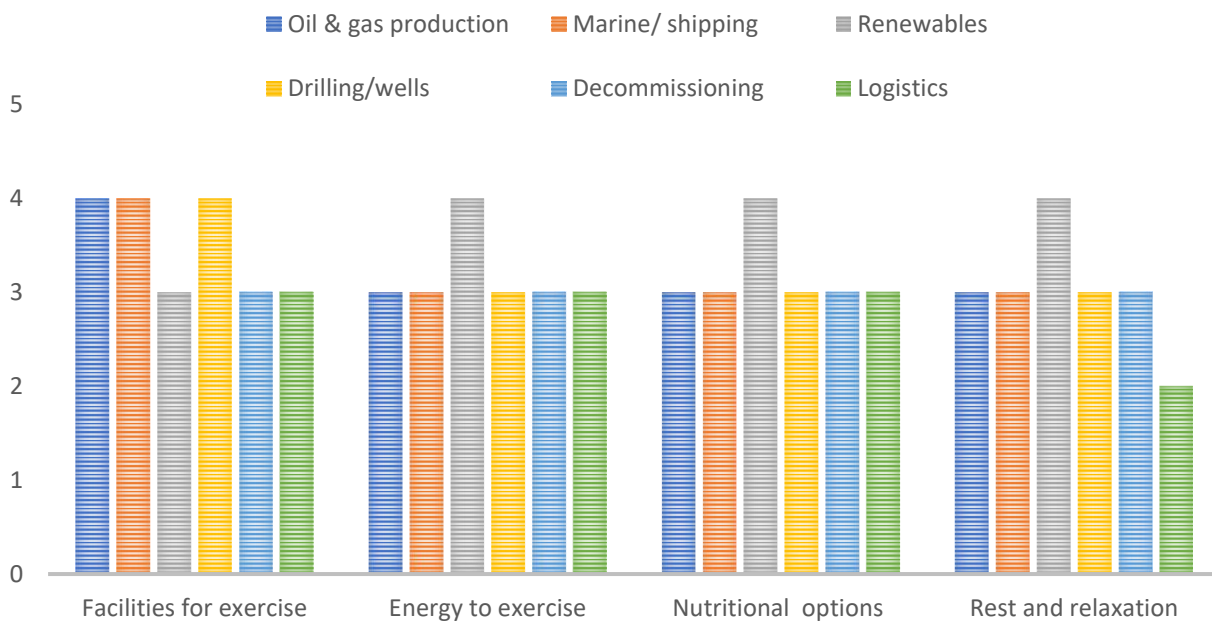 Oil & gas production Marine/ shipping Renewables
Drilling/wells Decommissioning Logistics
5
4
3
2
1
0
Facilities for exercise Energy to exercise Nutritional options Rest and relaxation